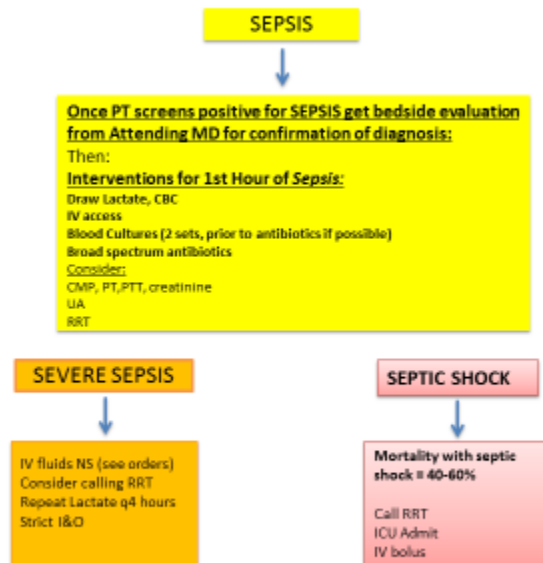 SEPSIS
Once PT screens positive for SEPSIS get bedside evaluation
from Attending MD for confirmation of diagnosis:
Then:
Interventions for 1st Hour of Sepsis:
Draw Lactate, CBC
IV access
Blood Cultures (2 sets, prior to antibiotics if possible)
Broad spectrum antibiotics
Consider:
CMP, PT,PTT, creatinine
UA
RRT
SEVERE SEPSIS
IV fluids NS (see orders)
Consider calling RRT
Repeat Lactate q4 hours
Strict I&O
SEPTIC SHOCK
Mortality with septic
shock = 40-60%
Call RRT
ICU Admit
IV bolus